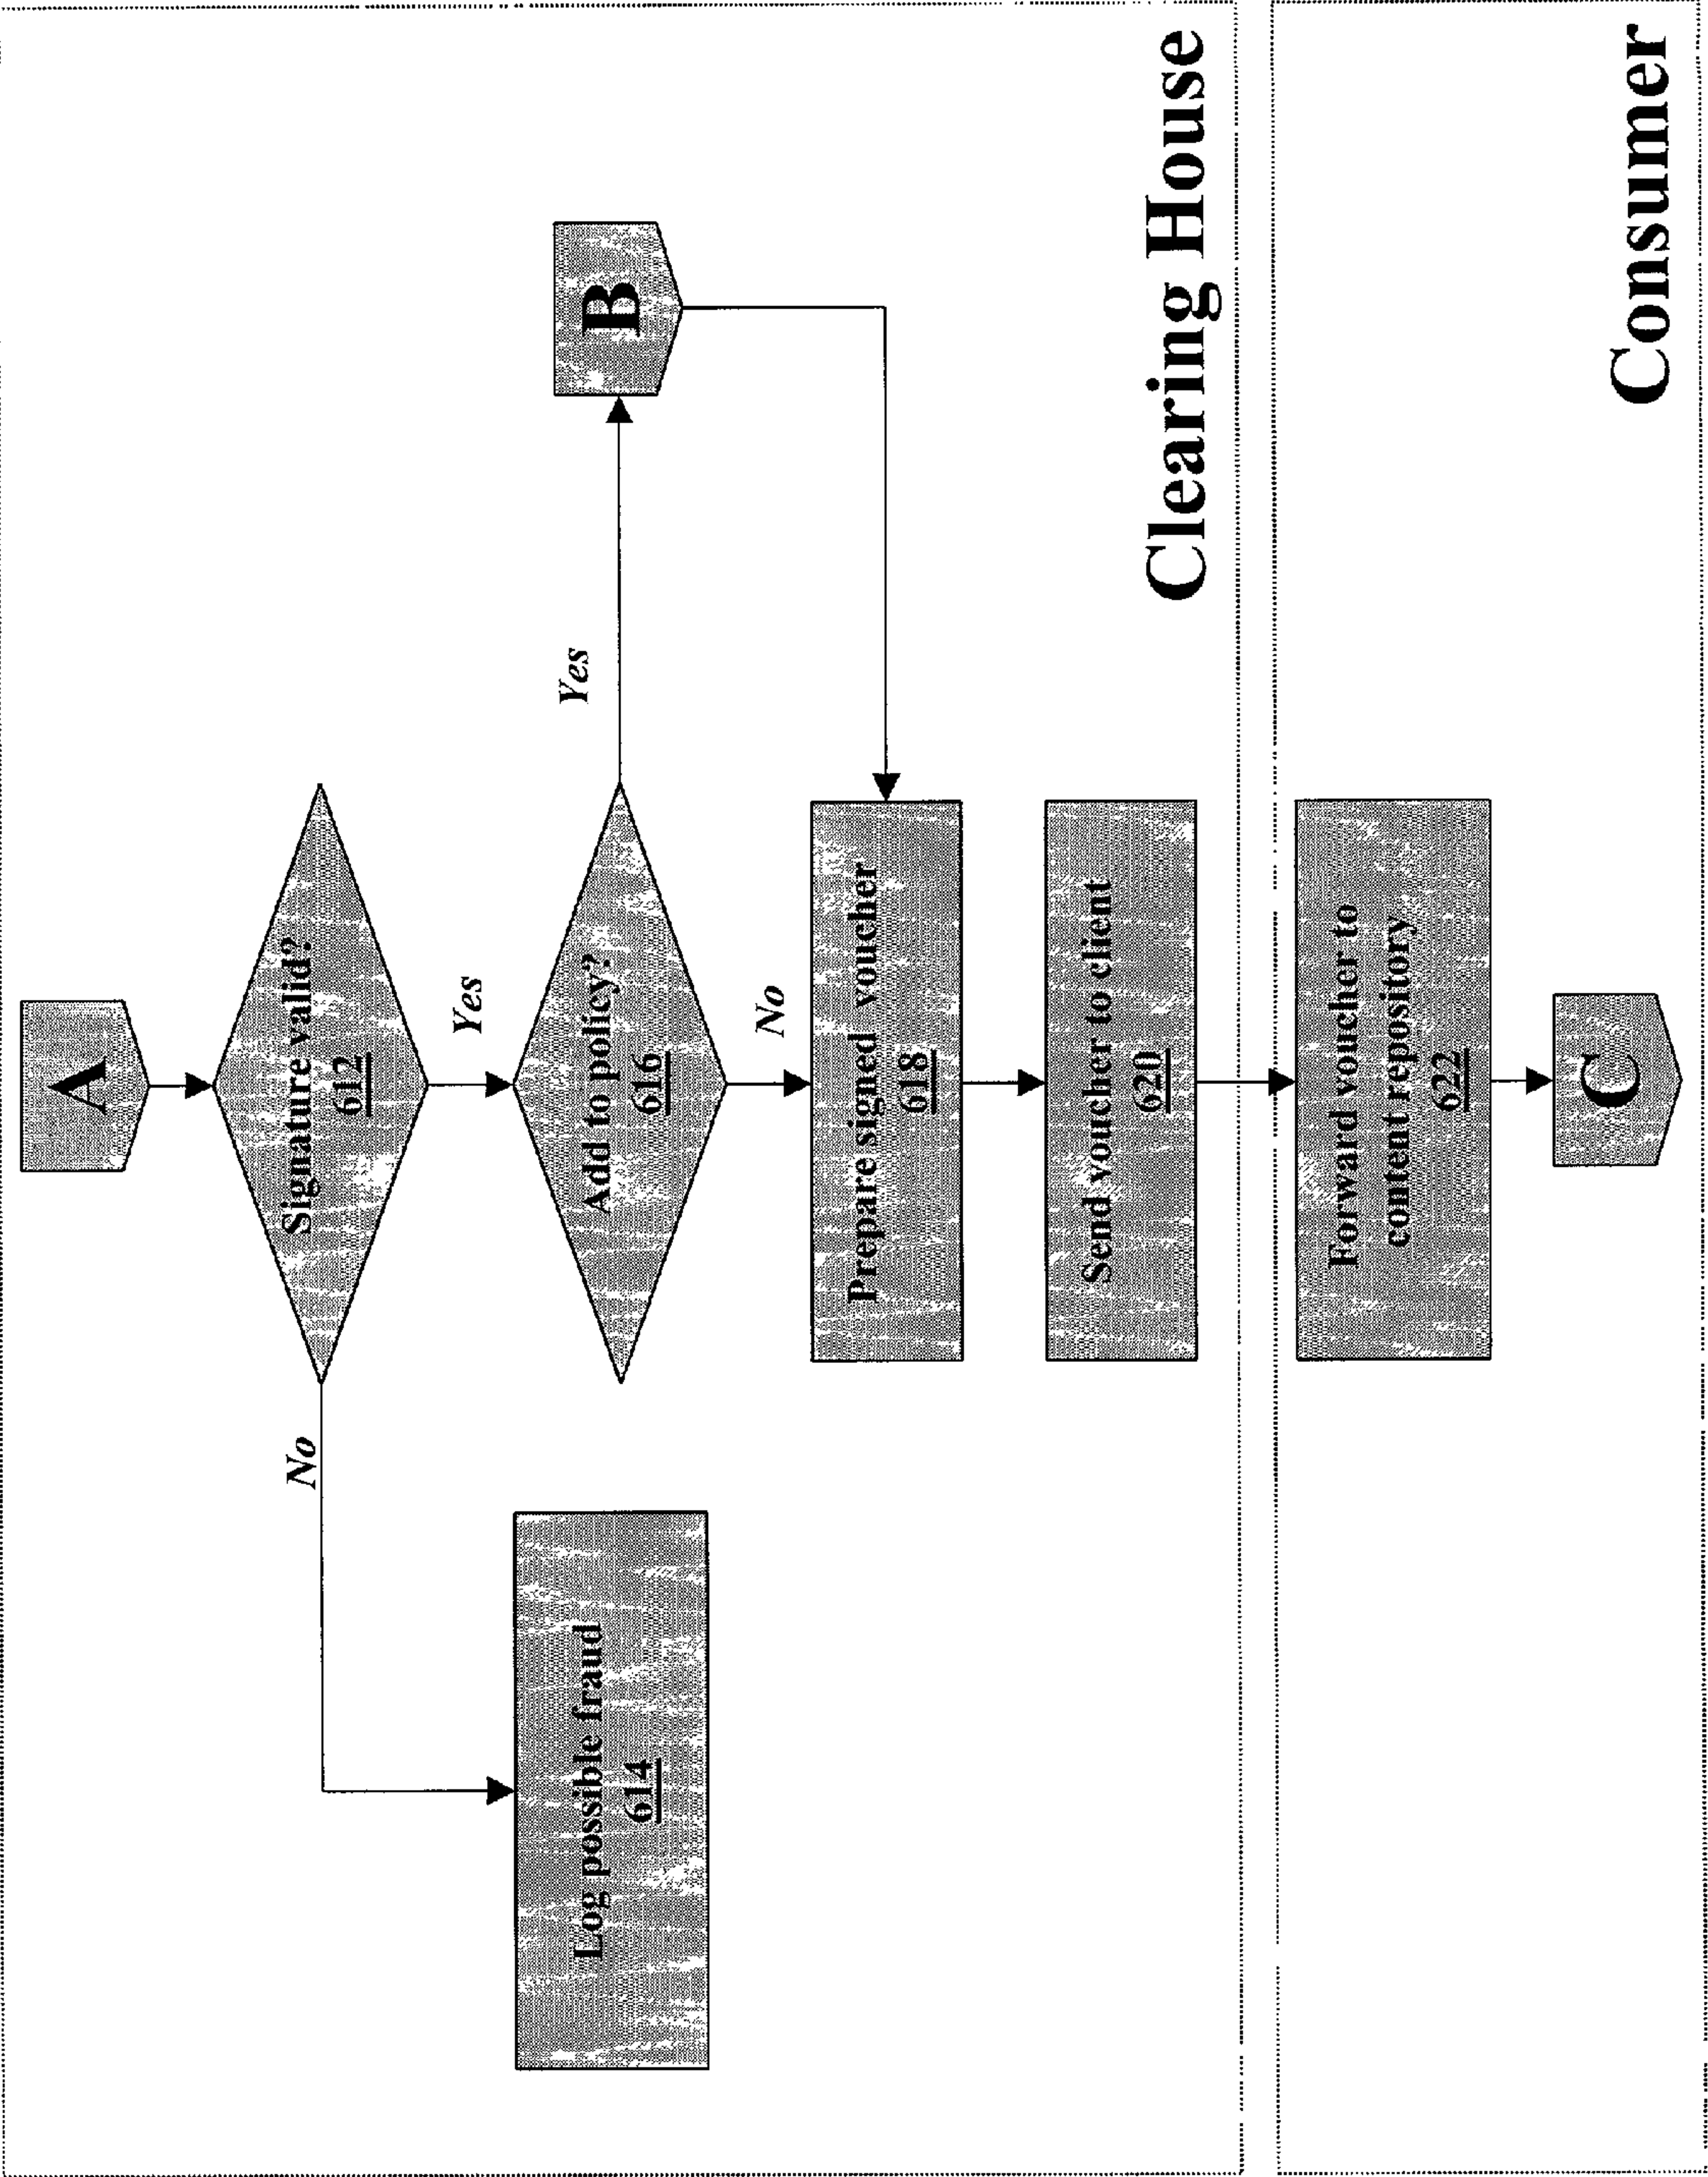 A
Signature valid?
612
No
Yes
Log possible fraud
614
Add to policy?
616
Yes
B
No
Prepare signed voucher
618
Send voucher to client
620
Clearing House
Forward voucher to
content repository
622
C
Consumer